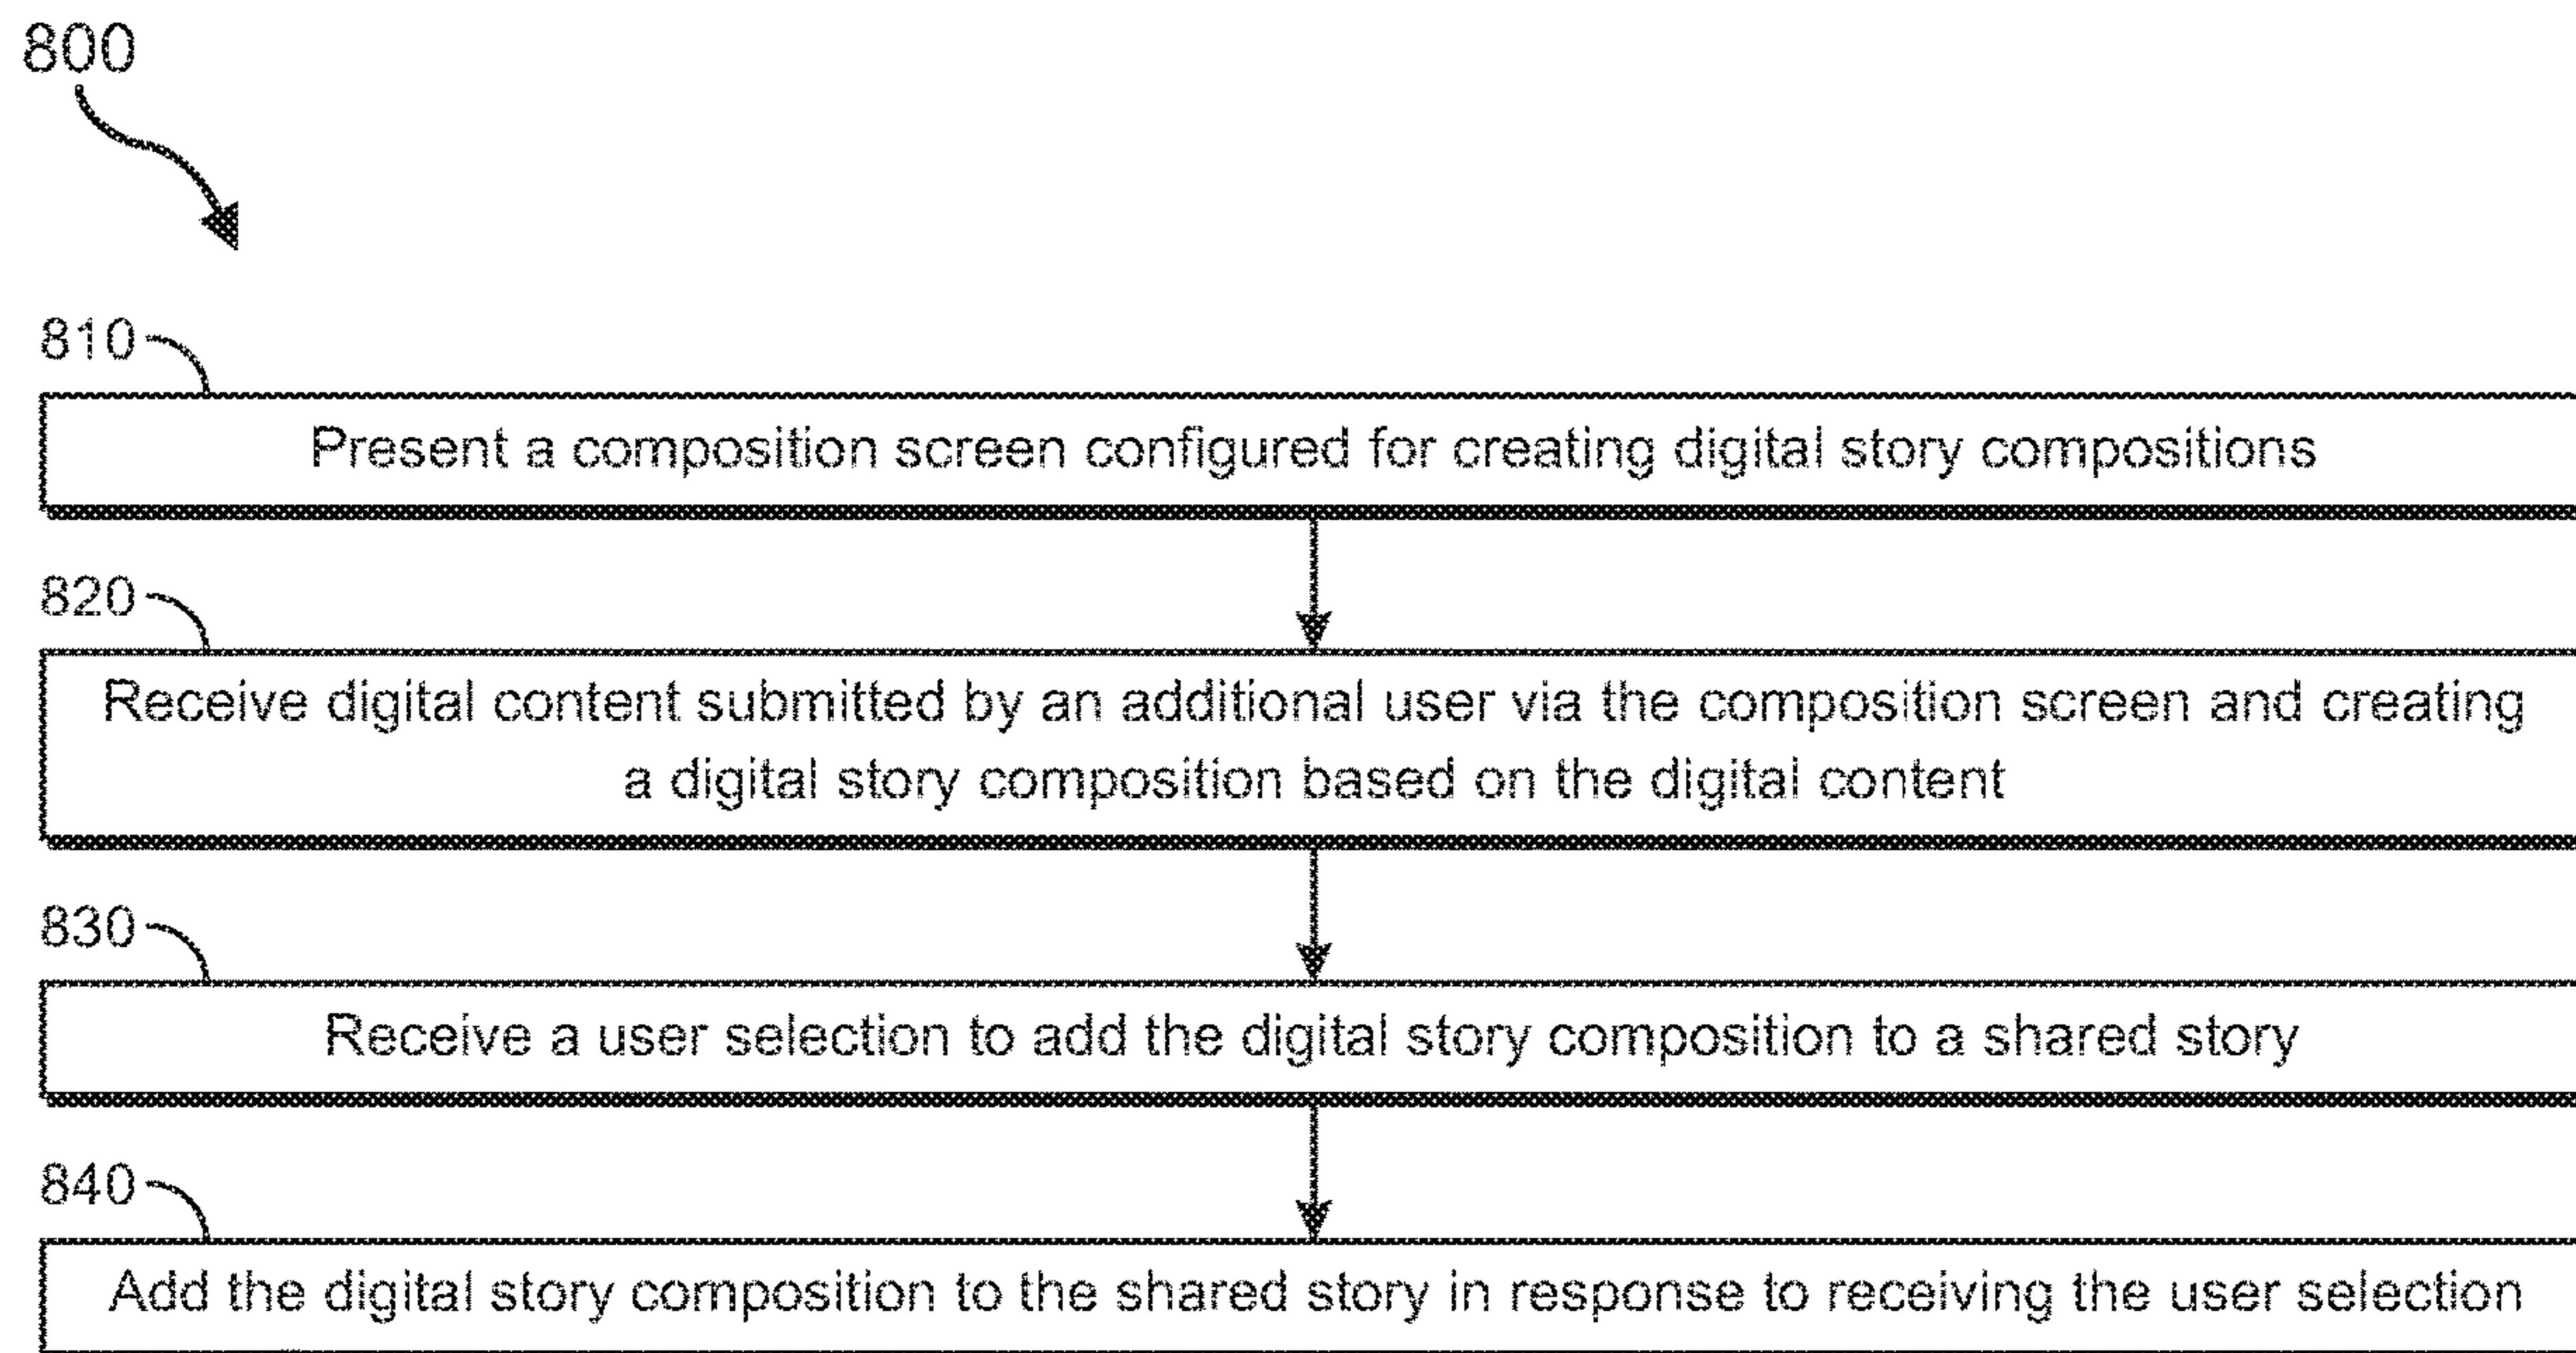 800
810
Present a composition screen configured for creating digital story compositions
820
Receive digital content submitted by an additional user via the composition screen and creating
a digital story composition based on the digital content
830
Receive a user selection to add the digital story composition to a shared story
840
Add the digital story composition to the shared story in response to receiving the user selection